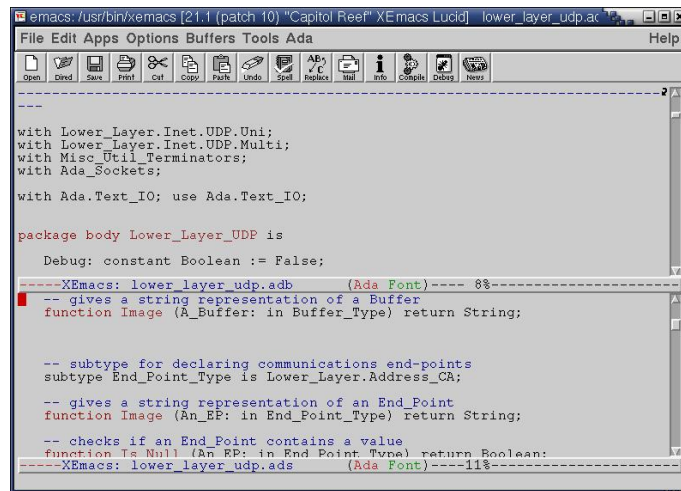 emacs: /usr/bin/xemacs [21.1 (patch 10) "Capitol Reef" XEmacs Lucid] lower_layer_udp.ad
File Edit Apps Options Buffers Tools Ada Help
Open Dired Save Print Cut Copy Paste Undo Spell Replace Mail Info Compile Debug News
---
with Lower_Layer.Inet.UDP.Uni;
with Lower_Layer.Inet.UDP.Multi;
with Misc_Util_Terminators;
with Ada_Sockets;
with Ada.Text_IO; use Ada.Text_IO;
package body Lower_Layer_UDP is
Debug: constant Boolean := False;
-----XEmacs: lower_layer_udp.adb (Ada Font)---- 8%-----------------------
-- gives a string representation of a Buffer
function Image (A_Buffer: in Buffer_Type) return String;
-- subtype for declaring communications end-points
subtype End_Point_Type is Lower_Layer.Address_CA;
-- gives a string representation of an End_Point
function Image (An_EP: in End_Point_Type) return String;
-- checks if an End_Point contains a value
function Is_Null (An_EP: in End_Point_Type) return Boolean;
-----XEmacs: lower_layer_udp.ads (Ada Font)----11%-----------------------